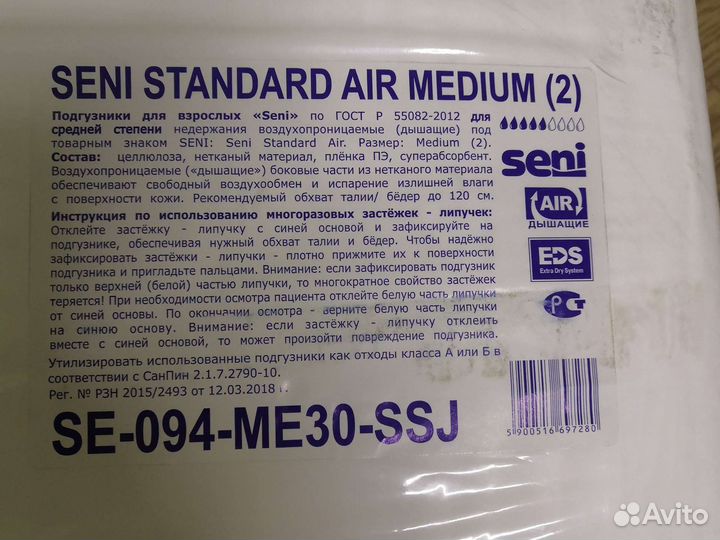 SENI STANDARD AIR MEDIUM (2)
Подгузники для взрослых «Seni» по ГОСТ Р 55082-2012 для
средней степени недержания воздухопроницаемые (дышащие) под
товарным знаком SENI: Seni Standard Air. Размер: Medium (2).
Состав: целлюлоза, нетканый материал, плёнка ПЭ, суперабсорбент.
Воздухопроницаемые («дышащие») боковые части из нетканого материала
обеспечивают свободный воздухообмен и испарение излишней влаги
с поверхности кожи. Рекомендуемый обхват талии/ бёдер до 120 см.
seni
AIR
ДЫШАЩИЕ
EDS
Extra Dry System
РСТ
Инструкция по использованию многоразовых застёжек - липучек:
Отклейте застёжку - липучку с синей основой и зафиксируйте на
подгузнике, обеспечивая нужный обхват талии и бёдер. Чтобы надёжно
зафиксировать застёжки - липучки - плотно прижмите их к поверхности
подгузника и пригладьте пальцами. Внимание: если зафиксировать подгузник
только верхней (белой) частью липучки, то многократное свойство застёжек
теряется! При необходимости осмотра пациента отклейте белую часть липучки
от синей основы. По окончании осмотра - верните белую часть липучки
на синюю основу. Внимание: если застёжку - липучку отклеить
вместе с синей основой, то может произойти повреждение подгузника.
Утилизировать использованные подгузники как отходы класса А или Б в
соответствии с СанПин 2.1.7.2790-10.
Рег. № РЗН 2015/2493 от 12.03.2018 г.
SE-094-ME30-SSJ
5 900516 697280
Avito